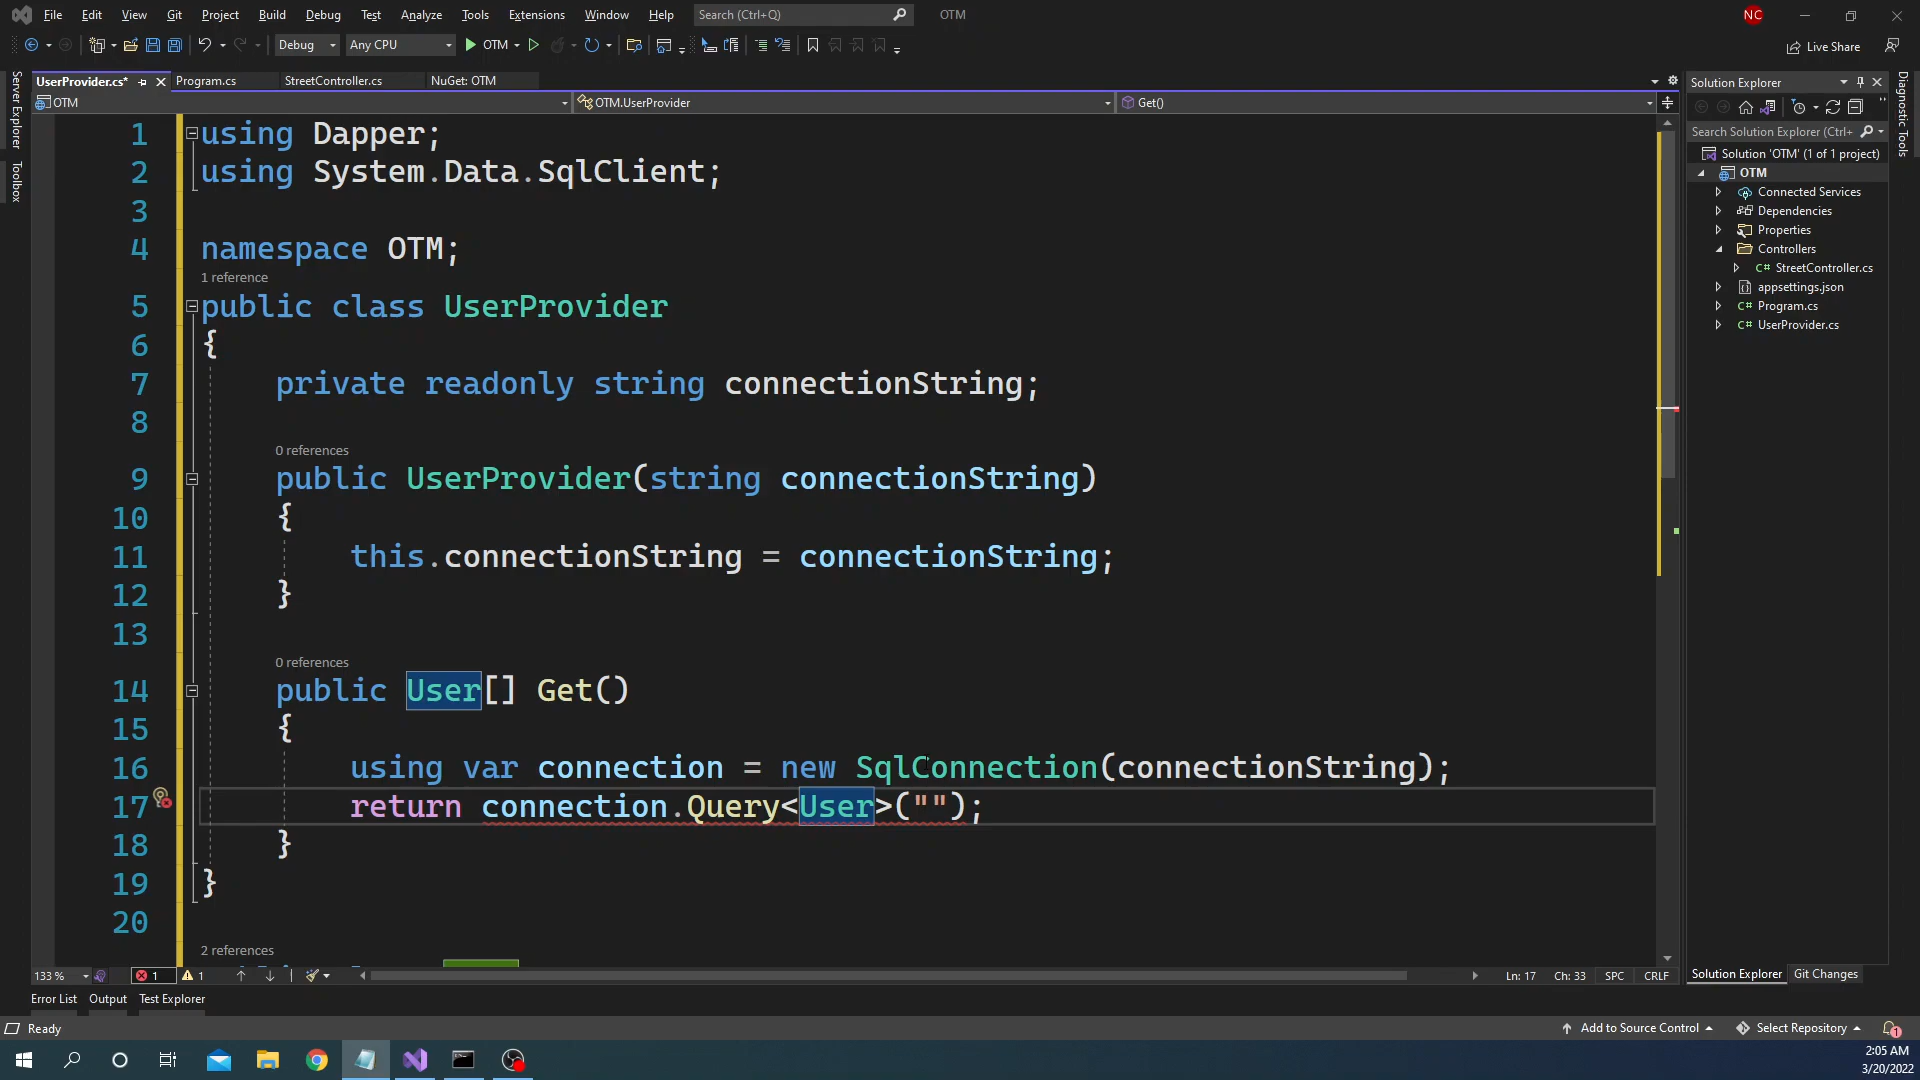 File Edit View Git Project Build Debug Test Analyze Tools Extensions Window Help Search (Ctrl+Q) OTM NC
Debug Any CPU OTM Live Share
Server Explorer
Toolbox
UserProvider.cs* Program.cs StreetController.cs NuGet: OTM
OTM OTM.UserProvider Get()
1 using Dapper;
2 using System.Data.SqlClient;
3
4 namespace OTM;
1 reference
5 public class UserProvider
6 {
7 private readonly string connectionString;
8
0 references
9 public UserProvider(string connectionString)
10 {
11 this.connectionString = connectionString;
12 }
13
0 references
14 public User[] Get()
15 {
16 using var connection = new SqlConnection(connectionString);
17 return connection.Query<User>("");
18 }
19 }
20
2 references
133 % 1 1 Ln: 17 Ch: 33 SPC CRLF
Solution Explorer
Search Solution Explorer (Ctrl+
Solution 'OTM' (1 of 1 project)
OTM
Connected Services
Dependencies
Properties
Controllers
C# StreetController.cs
appsettings.json
C# Program.cs
C# UserProvider.cs
Solution Explorer Git Changes
Diagnostic Tools
Error List Output Test Explorer
Ready Add to Source Control Select Repository 1
2:05 AM
3/20/2022